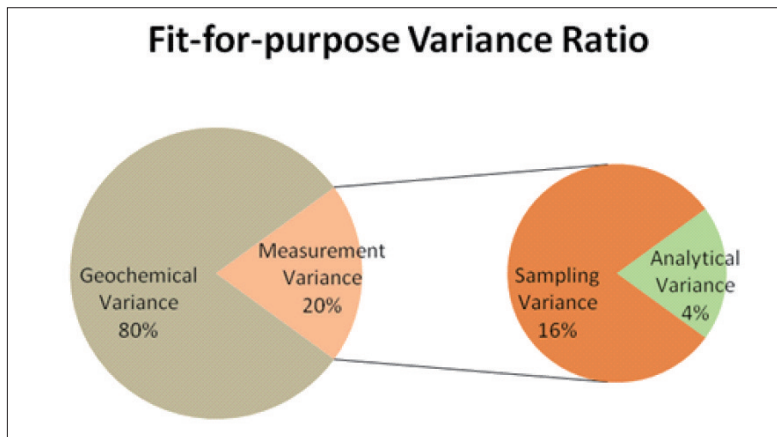 Fit-for-purpose Variance Ratio
Geochemical
Variance
80%
Measurement
Variance
20%
Sampling
Variance
16%
Analytical
Variance
4%